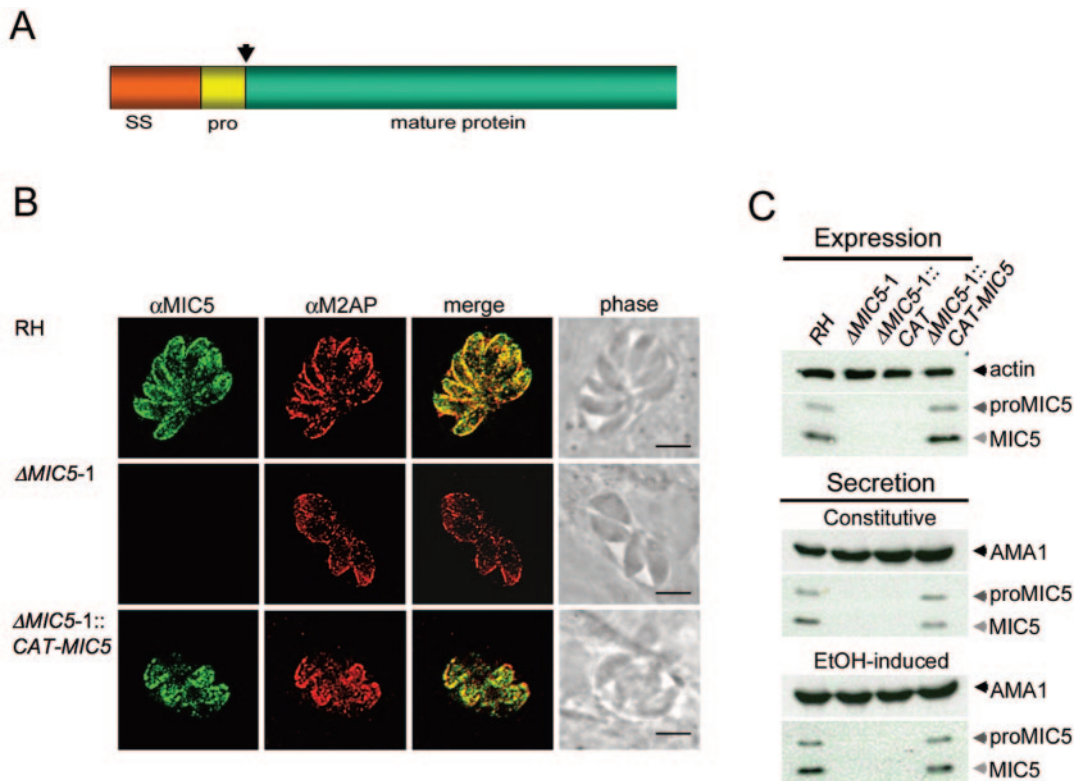 A
SS
pro
mature protein
B
αMIC5
αM2AP
merge
phase
RH
ΔMIC5-1
ΔMIC5-1::
CAT-MIC5
C
Expression
RH
ΔMIC5-1
ΔMIC5-1::
CAT
ΔMIC5-1::
CAT-MIC5
actin
proMIC5
MIC5
Secretion
Constitutive
AMA1
proMIC5
MIC5
EtOH-induced
AMA1
proMIC5
MIC5